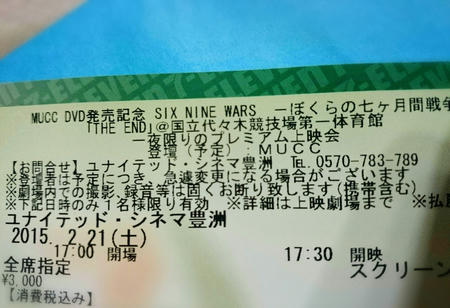 7-ELEVEN
MUCC DVD発売記念 SIX NINE WARS －ぼくらの七ヶ月間戦争
「THE END」@国立代々木競技場第一体育館
一夜限りのプレミアム上映会
登壇(予定):MUCC
【お問合せ】ユナイテッド・シネマ豊洲 TEL 0570-783-789
※登壇者は予定につき、急遽変更になる場合がございます
※劇場内での撮影、録音等は固くお断り致します(携帯含む)
※下記日時のみ1名様限り有効 ※詳細は上映劇場まで ※払
ユナイテッド・シネマ豊洲
2015. 2.21(土)
17:00 開場 17:30 開映
全席指定 スクリーン
¥3,000
【消費税込み】